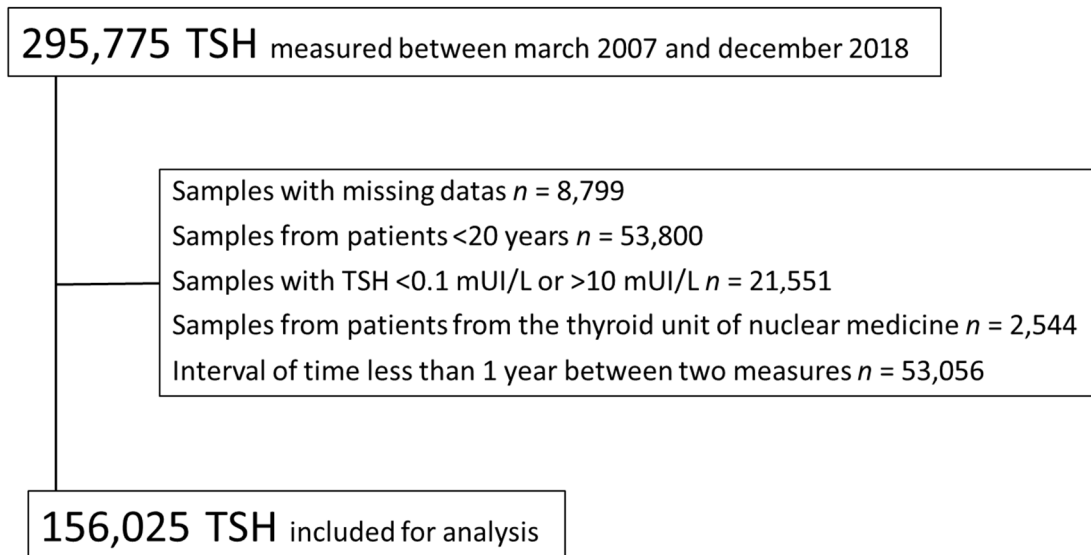 295,775 TSH measured between march 2007 and december 2018
Samples with missing datas n = 8,799
Samples from patients <20 years n = 53,800
Samples with TSH <0.1 mUI/L or >10 mUI/L n = 21,551
Samples from patients from the thyroid unit of nuclear medicine n = 2,544
Interval of time less than 1 year between two measures n = 53,056
156,025 TSH included for analysis